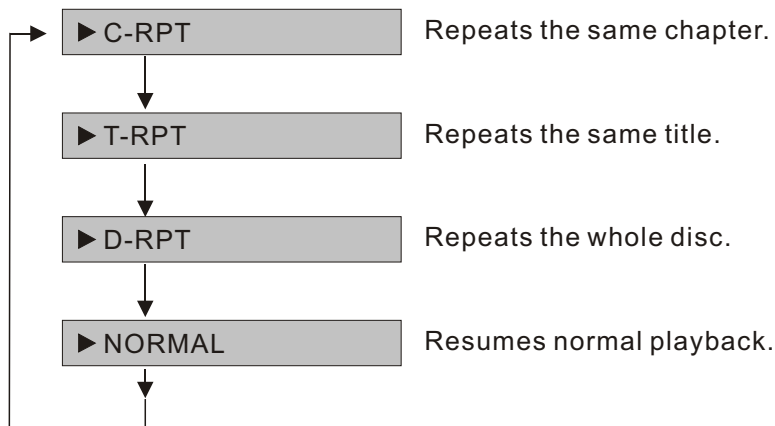 ► C-RPT Repeats the same chapter.
► T-RPT Repeats the same title.
► D-RPT Repeats the whole disc.
► NORMAL Resumes normal playback.